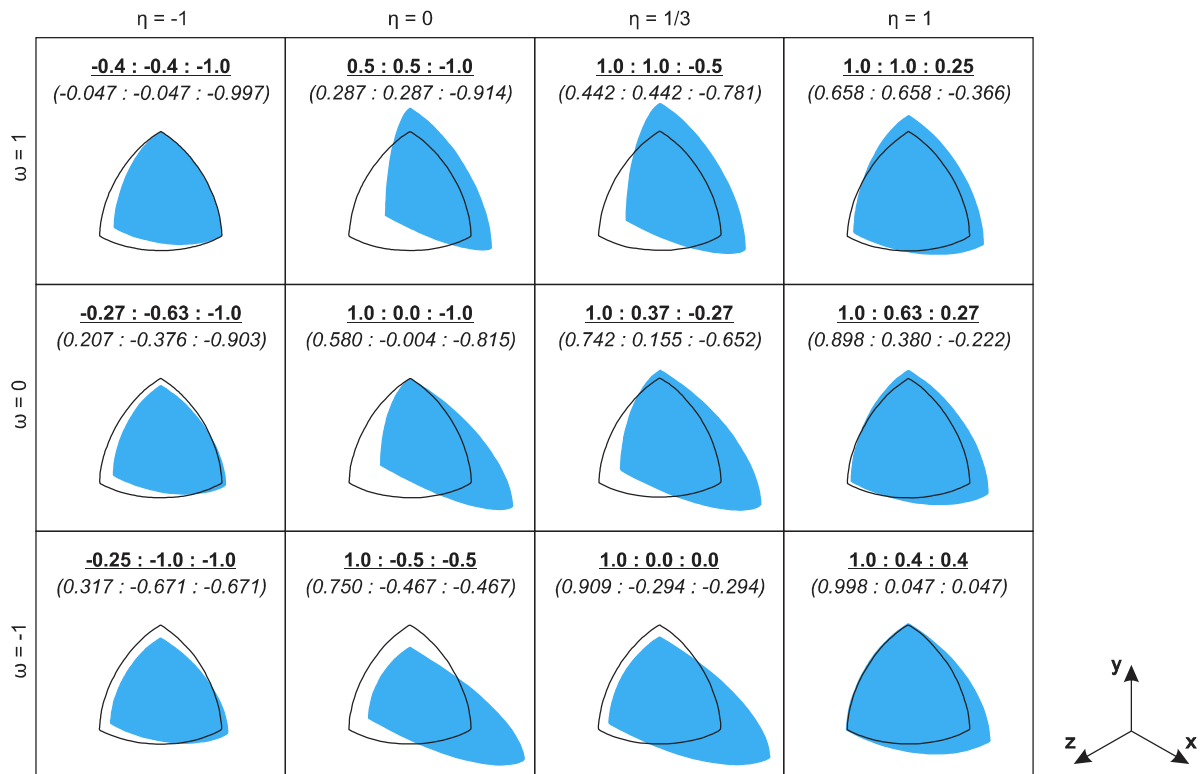 η = -1 η = 0 η = 1/3 η = 1
ω = 1
-0.4 : -0.4 : -1.0 0.5 : 0.5 : -1.0 1.0 : 1.0 : -0.5 1.0 : 1.0 : 0.25
(-0.047 : -0.047 : -0.997) (0.287 : 0.287 : -0.914) (0.442 : 0.442 : -0.781) (0.658 : 0.658 : -0.366)
ω = 0
-0.27 : -0.63 : -1.0 1.0 : 0.0 : -1.0 1.0 : 0.37 : -0.27 1.0 : 0.63 : 0.27
(0.207 : -0.376 : -0.903) (0.580 : -0.004 : -0.815) (0.742 : 0.155 : -0.652) (0.898 : 0.380 : -0.222)
ω = -1
-0.25 : -1.0 : -1.0 1.0 : -0.5 : -0.5 1.0 : 0.0 : 0.0 1.0 : 0.4 : 0.4
(0.317 : -0.671 : -0.671) (0.750 : -0.467 : -0.467) (0.909 : -0.294 : -0.294) (0.998 : 0.047 : 0.047)
y
z x